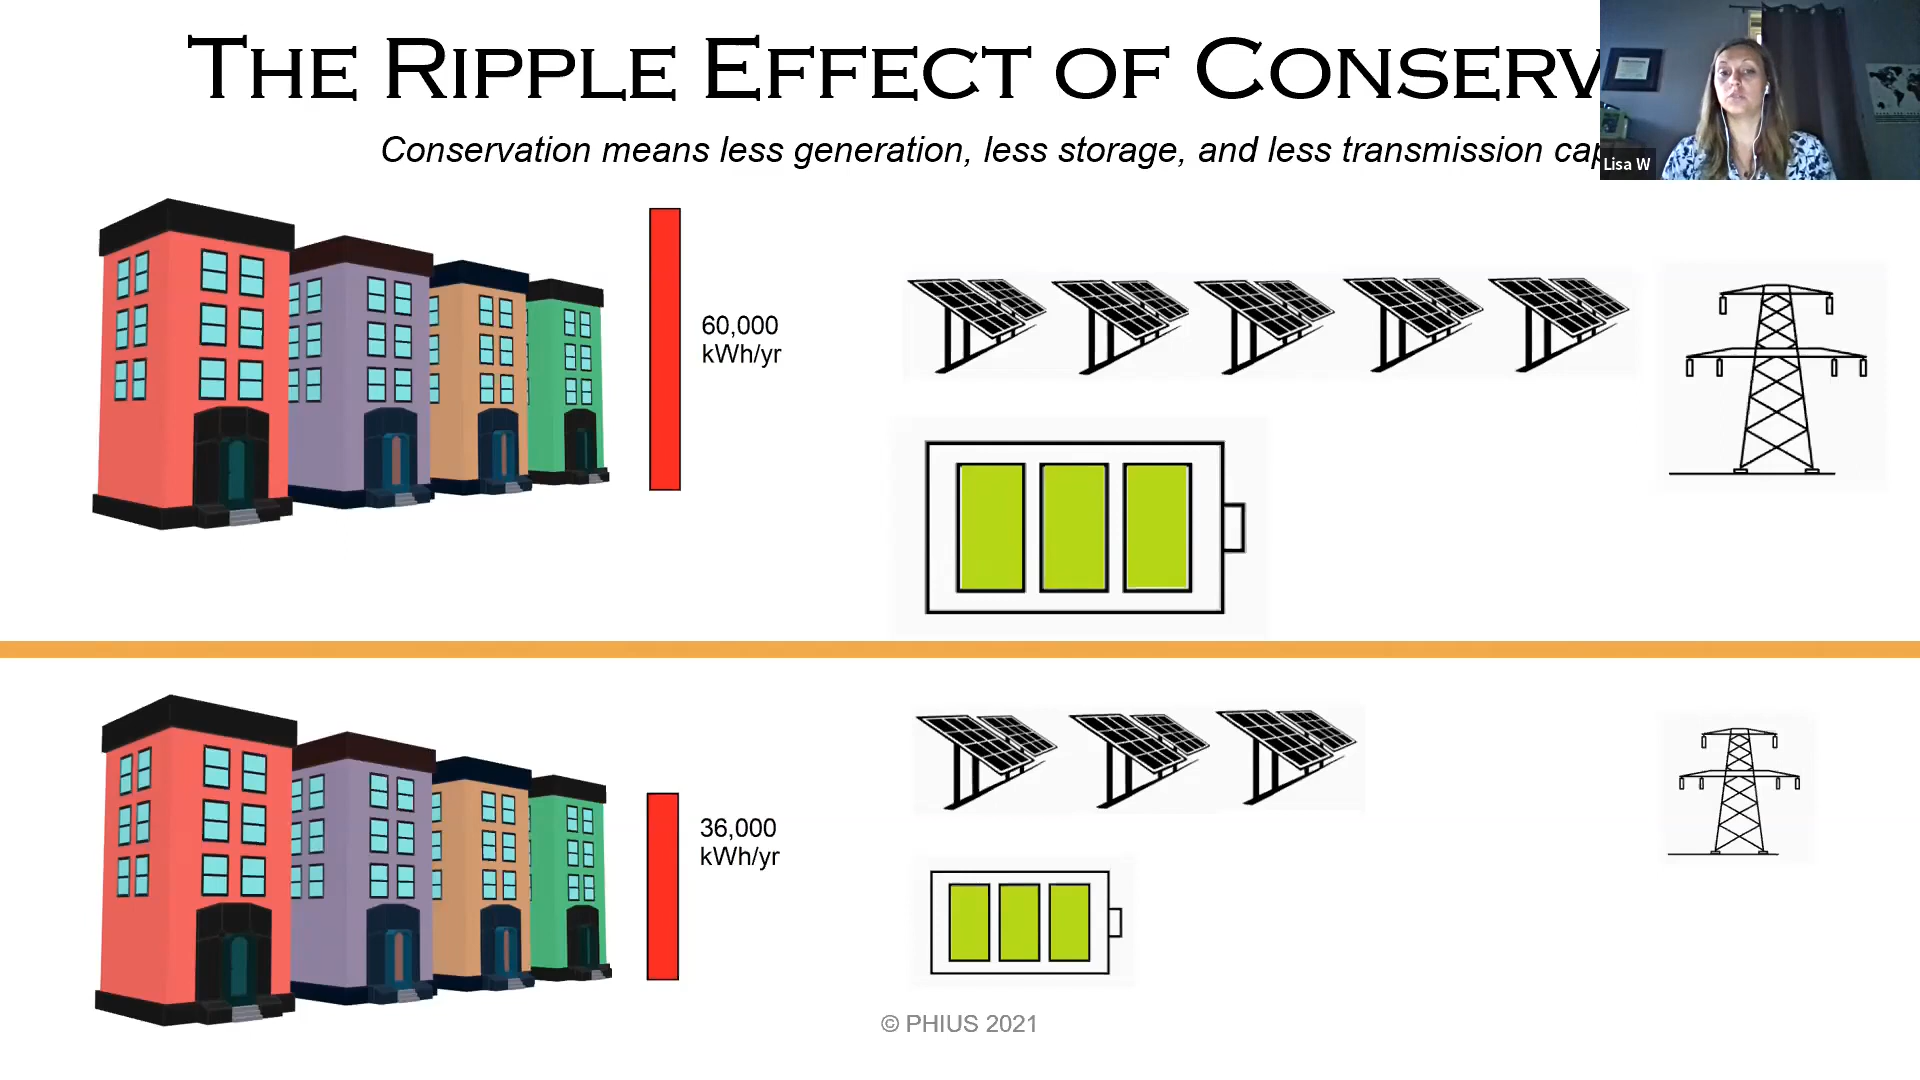 THE RIPPLE EFFECT OF CONSERV
Conservation means less generation, less storage, and less transmission cap
Lisa W
60,000
kWh/yr
36,000
kWh/yr
© PHIUS 2021